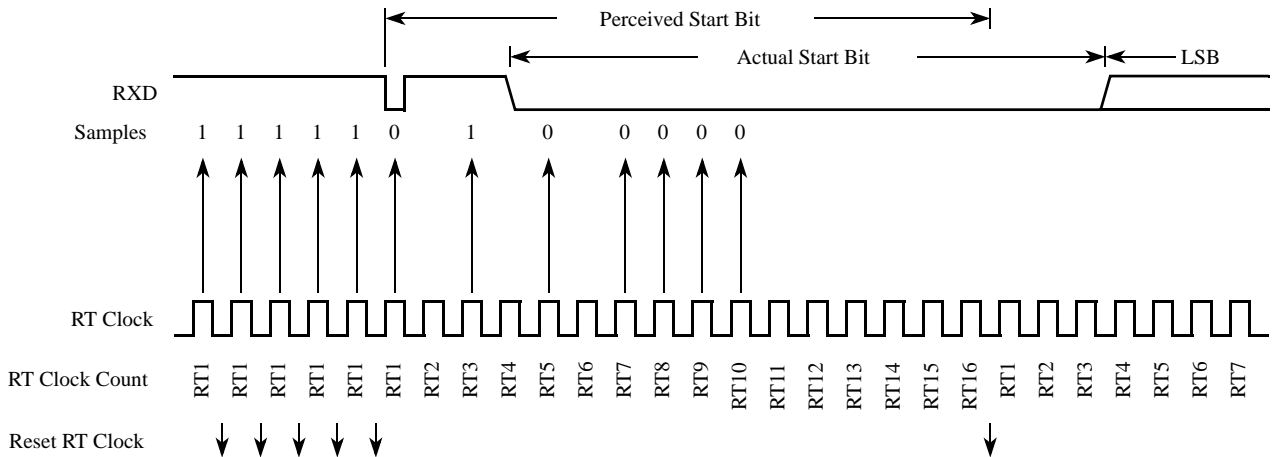 Perceived Start Bit
Actual Start Bit
LSB
RXD
Samples 1 1 1 1 1 0 1 0 0 0 0 0
RT Clock
RT Clock Count RT1 RT1 RT1 RT1 RT1 RT1 RT2 RT3 RT4 RT5 RT6 RT7 RT8 RT9 RT10 RT11 RT12 RT13 RT14 RT15 RT16 RT1 RT2 RT3 RT4 RT5 RT6 RT7
Reset RT Clock